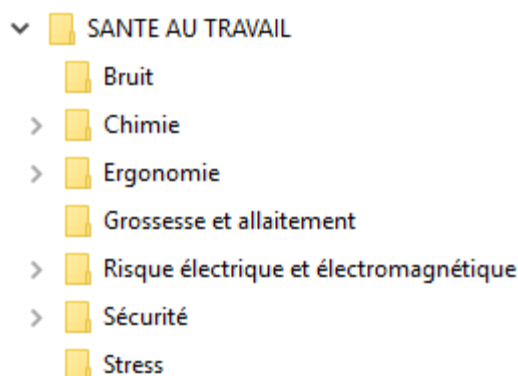 SANTE AU TRAVAIL
Bruit
Chimie
Ergonomie
Grossesse et allaitement
Risque électrique et électromagnétique
Sécurité
Stress